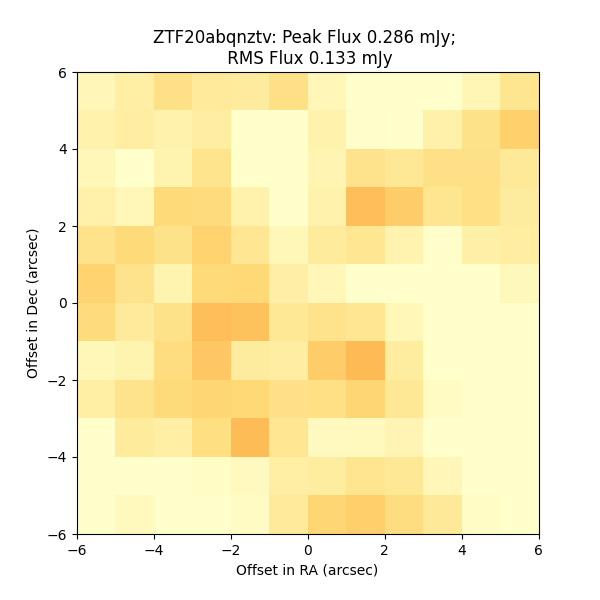 ZTF20abqnztv: Peak Flux 0.286 mJy;
RMS Flux 0.133 mJy
6
4
2
0
−2
−4
−6
Offset in Dec (arcsec)
−6 −4 −2 0 2 4 6
Offset in RA (arcsec)